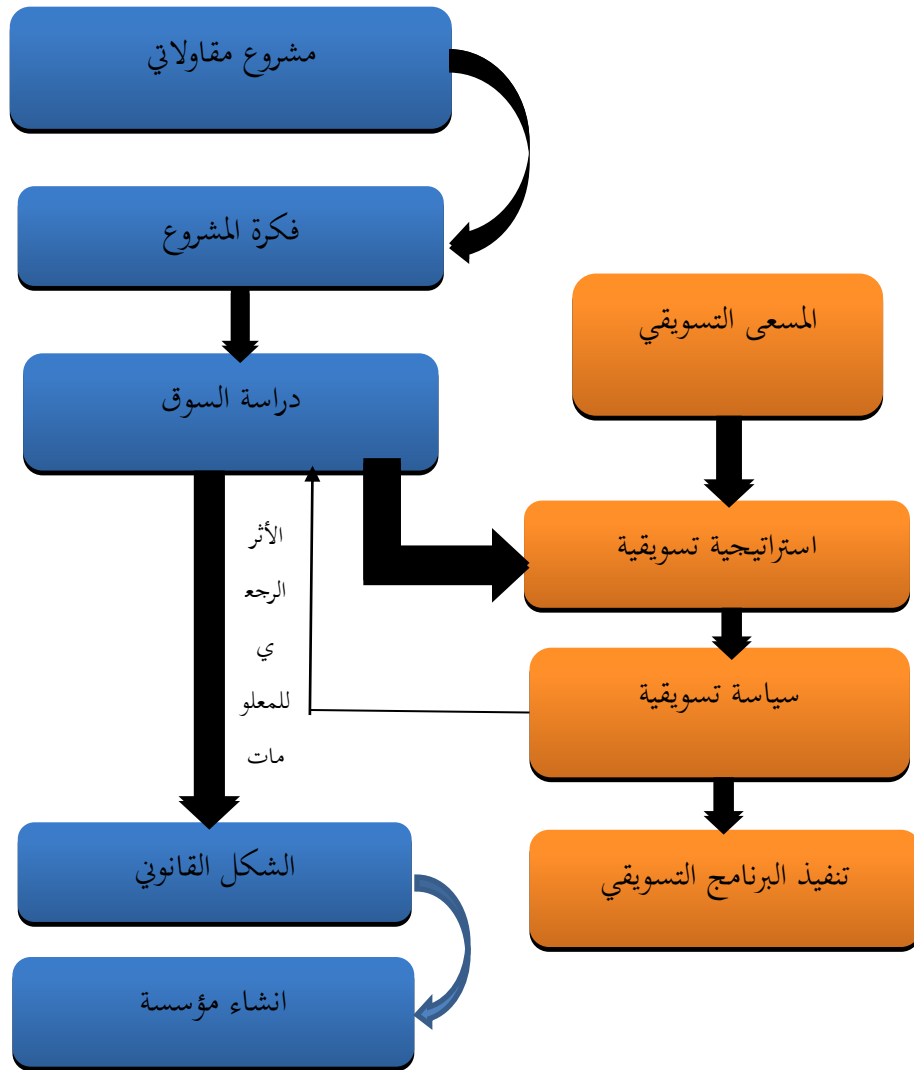 مشروع مقاولاتي
فكرة المشروع
المسعى التسويقي
دراسة السوق
استراتيجية تسويقية
الأثر
الرجع
ي
للمعلو
مات
سياسة تسويقية
الشكل القانوني
تنفيذ البرنامج التسويقي
انشاء مؤسسة